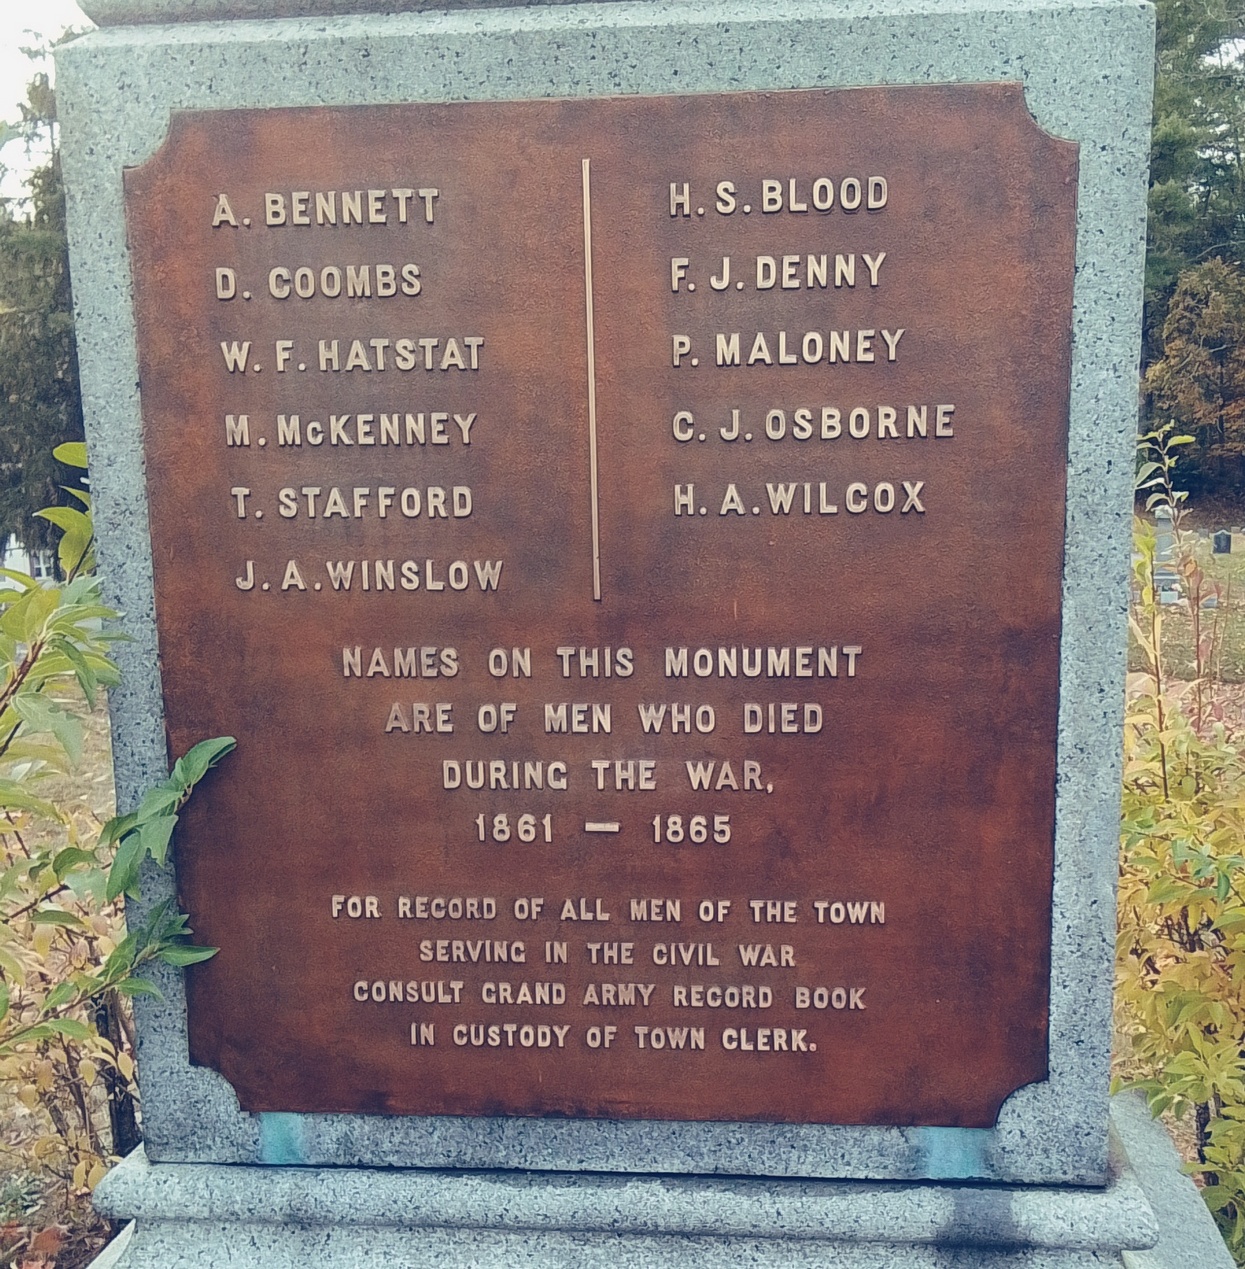 A. BENNETT
D. COOMBS
W. F. HATSTAT
M. McKENNEY
T. STAFFORD
J. A. WINSLOW
H. S. BLOOD
F. J. DENNY
P. MALONEY
C. J. OSBORNE
H. A. WILCOX
NAMES ON THIS MONUMENT
ARE OF MEN WHO DIED
DURING THE WAR,
1861 — 1865
FOR RECORD OF ALL MEN OF THE TOWN
SERVING IN THE CIVIL WAR
CONSULT GRAND ARMY RECORD BOOK
IN CUSTODY OF TOWN CLERK.